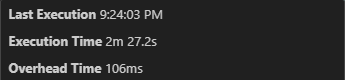 Last Execution 9:24:03 PM
Execution Time 2m 27.2s
Overhead Time 106ms